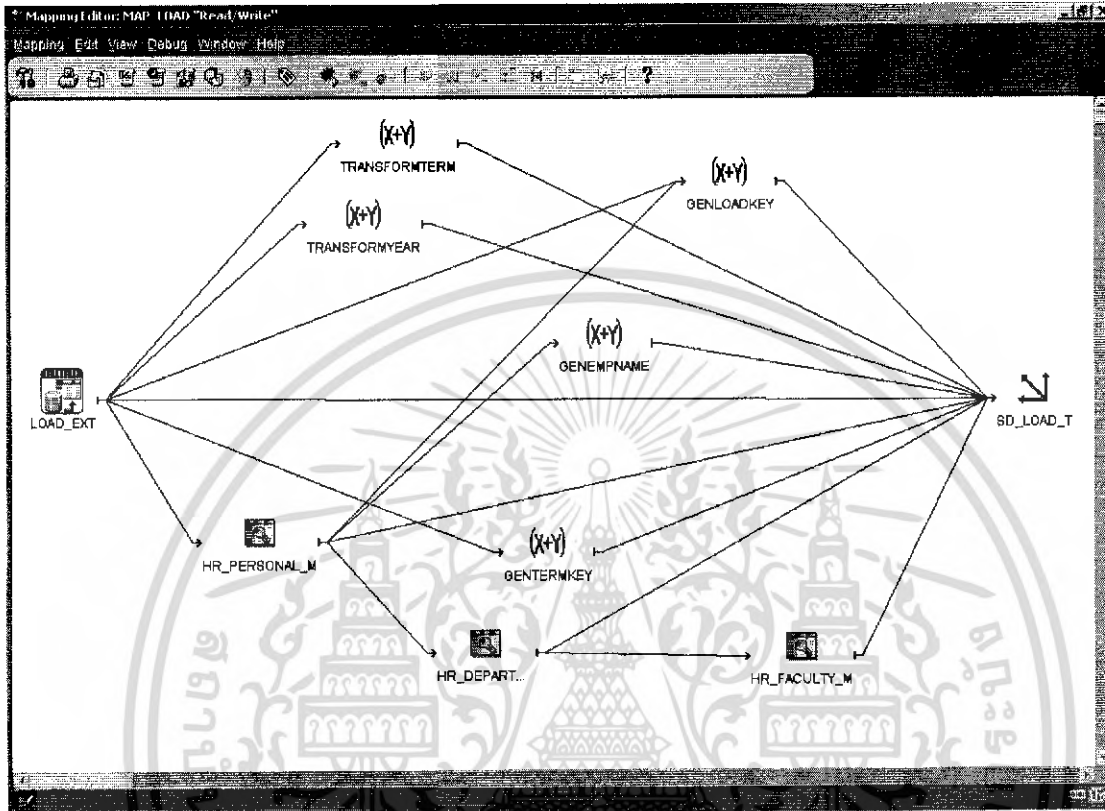 * Mapping Editor: MAP_LOAD "Read/Write"
Mapping Edit View Debug Window Help
?
(X+Y)
TRANSFORMTERM
(X+Y)
GENLOADKEY
(X+Y)
TRANSFORMYEAR
(X+Y)
GENEMPNAME
LOAD_EXT
SD_LOAD_T
HR_PERSONAL_M
(X+Y)
GENTERMKEY
HR_DEPART...
HR_FACULTY_M